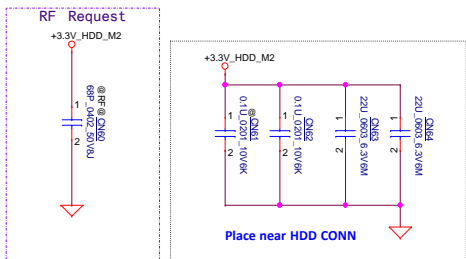 RF Request
+3.3V_HDD_M2
1
2
@RF@ CN60
68P_0402_50V8J
+3.3V_HDD_M2
1
2
@ CN61
0.1U_0201_10V6K
1
2
CN62
0.1U_0201_10V6K
1
2
CN63
22U_0603_6.3V6M
1
2
CN64
22U_0603_6.3V6M
Place near HDD CONN